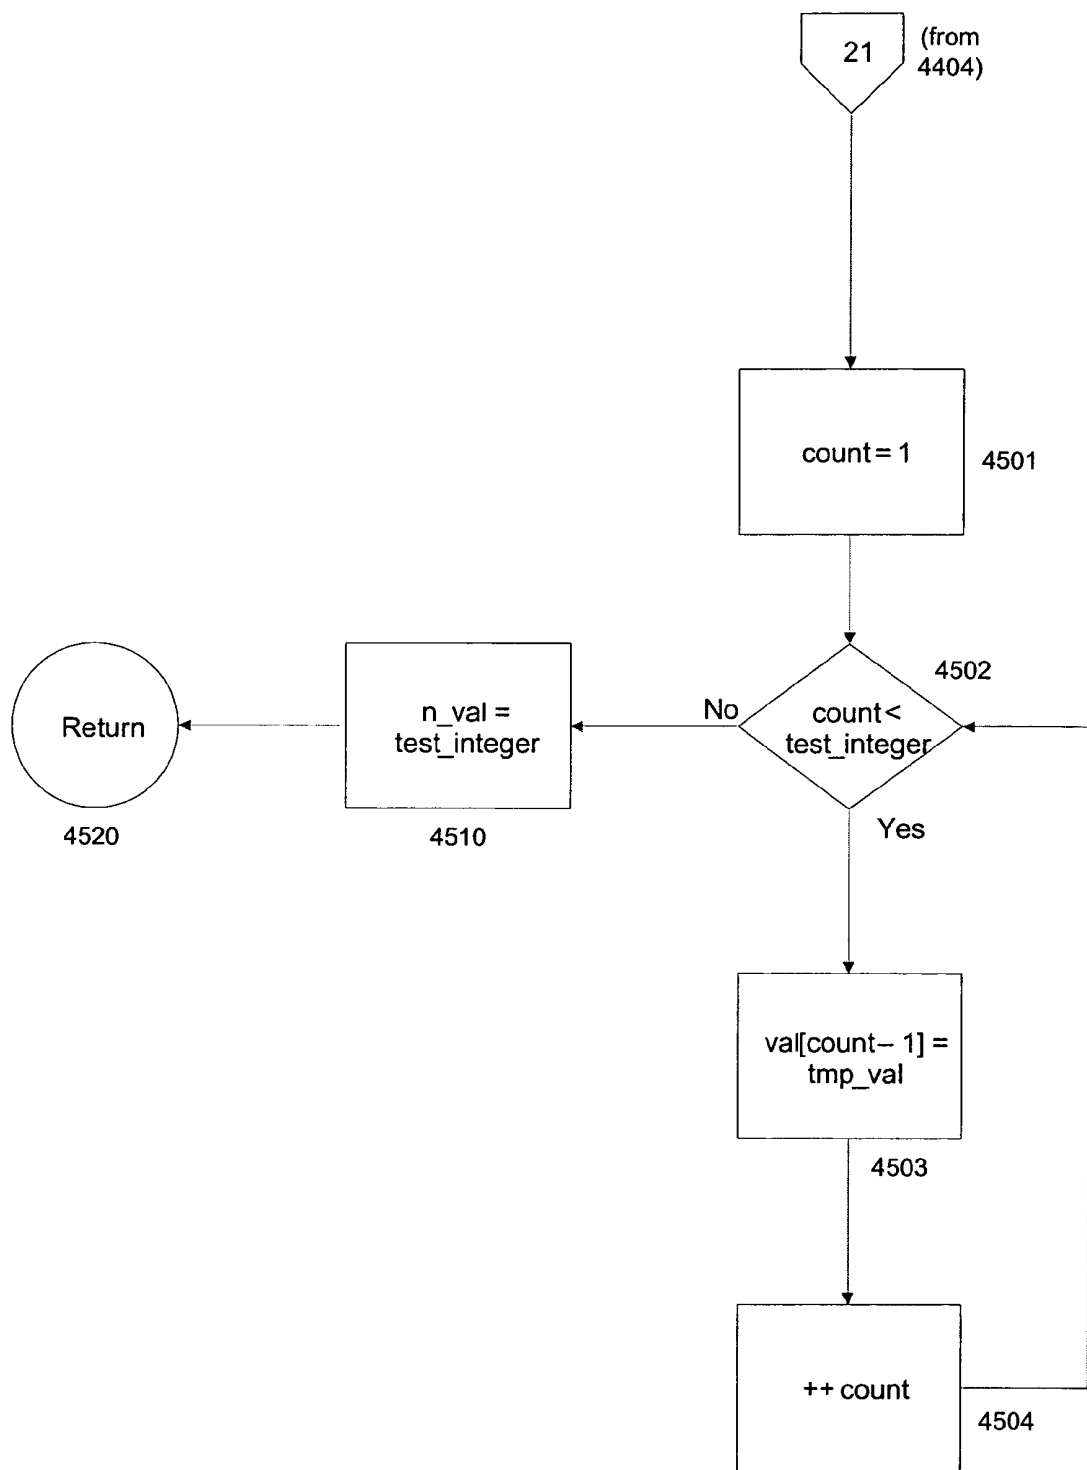 21
(from
4404)
count = 1
4501
4502
count <
test_integer
No
Yes
n_val =
test_integer
4510
Return
4520
val[count– 1] =
tmp_val
4503
++ count
4504